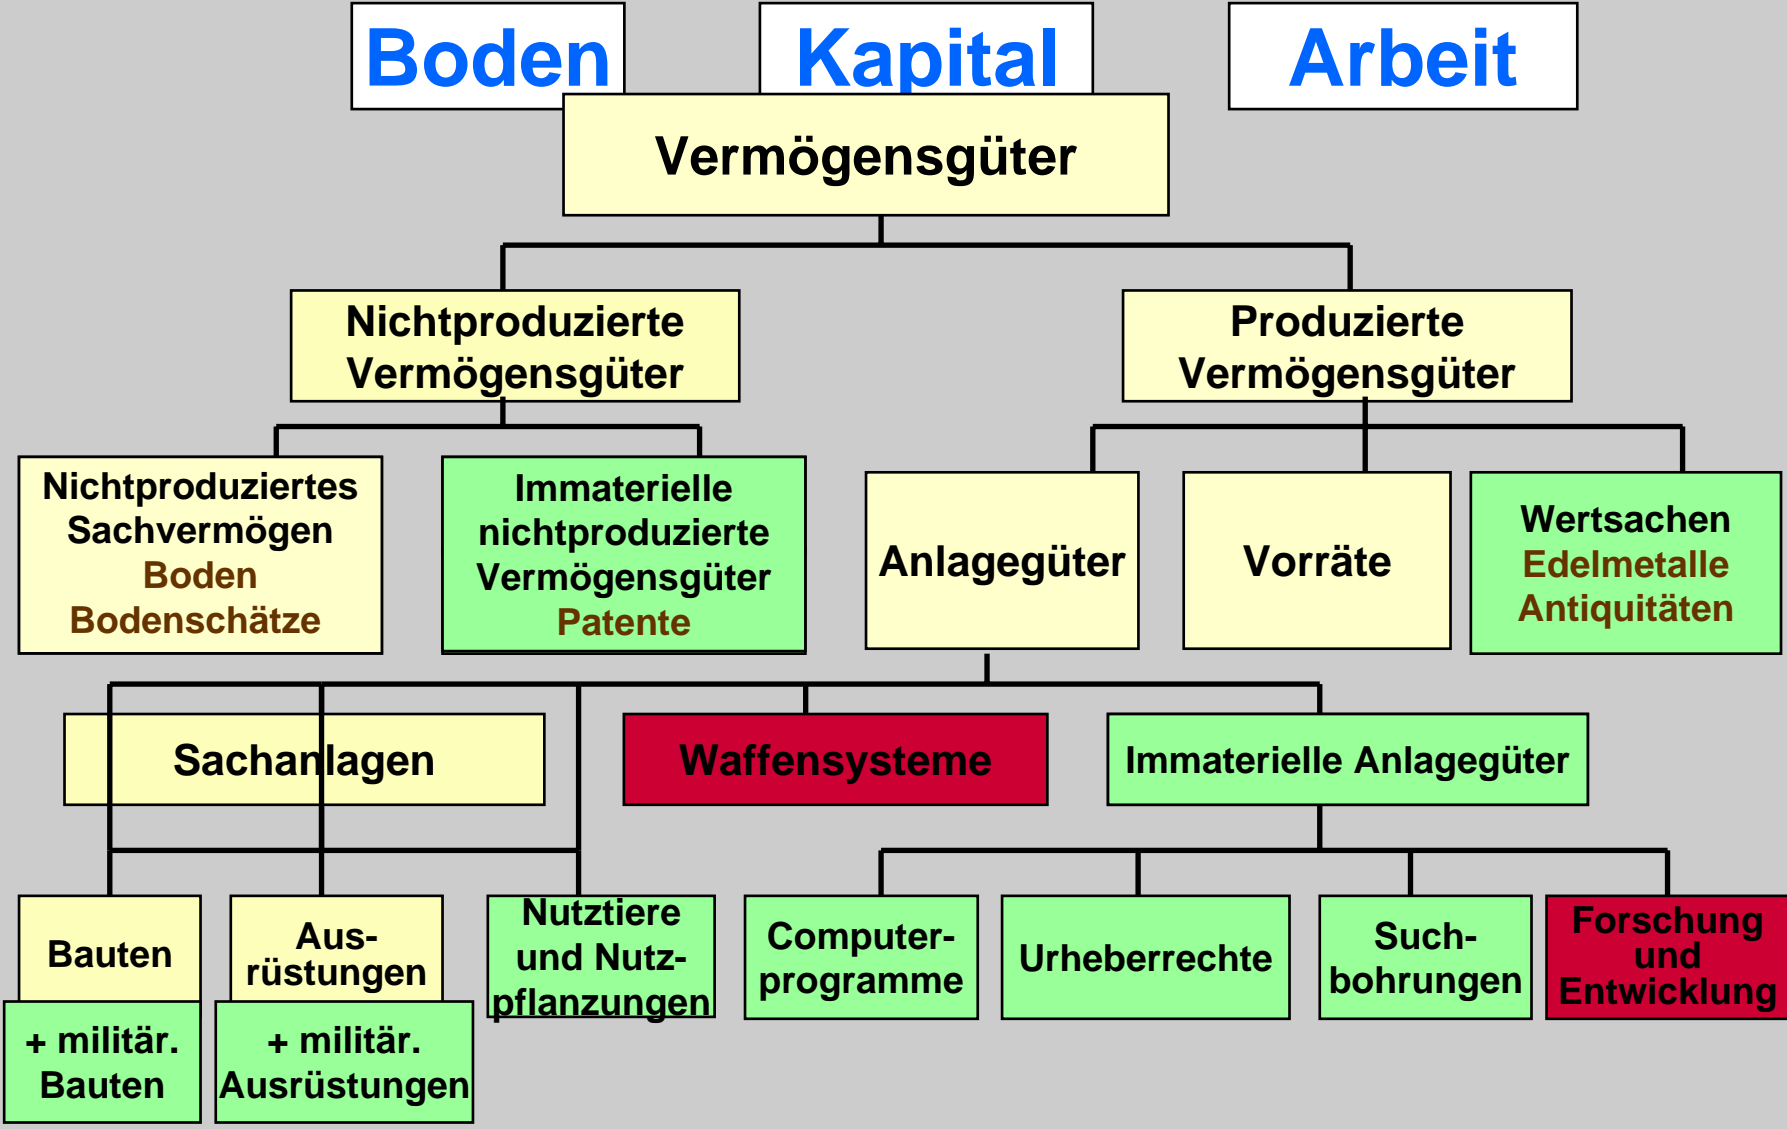 Boden
Kapital
Arbeit
Vermögensgüter
Nichtproduzierte
Vermögensgüter
Produzierte
Vermögensgüter
Nichtproduziertes
Sachvermögen
Boden
Bodenschätze
Immaterielle
nichtproduzierte
Vermögensgüter
Patente
Anlagegüter
Vorräte
Wertsachen
Edelmetalle
Antiquitäten
Sachanlagen
Waffensysteme
Immaterielle Anlagegüter
Bauten
Aus-
rüstungen
Nutztiere
und Nutz-
pflanzungen
Computer-
programme
Urheberrechte
Such-
bohrungen
Forschung
und
Entwicklung
+ militär.
Bauten
+ militär.
Ausrüstungen